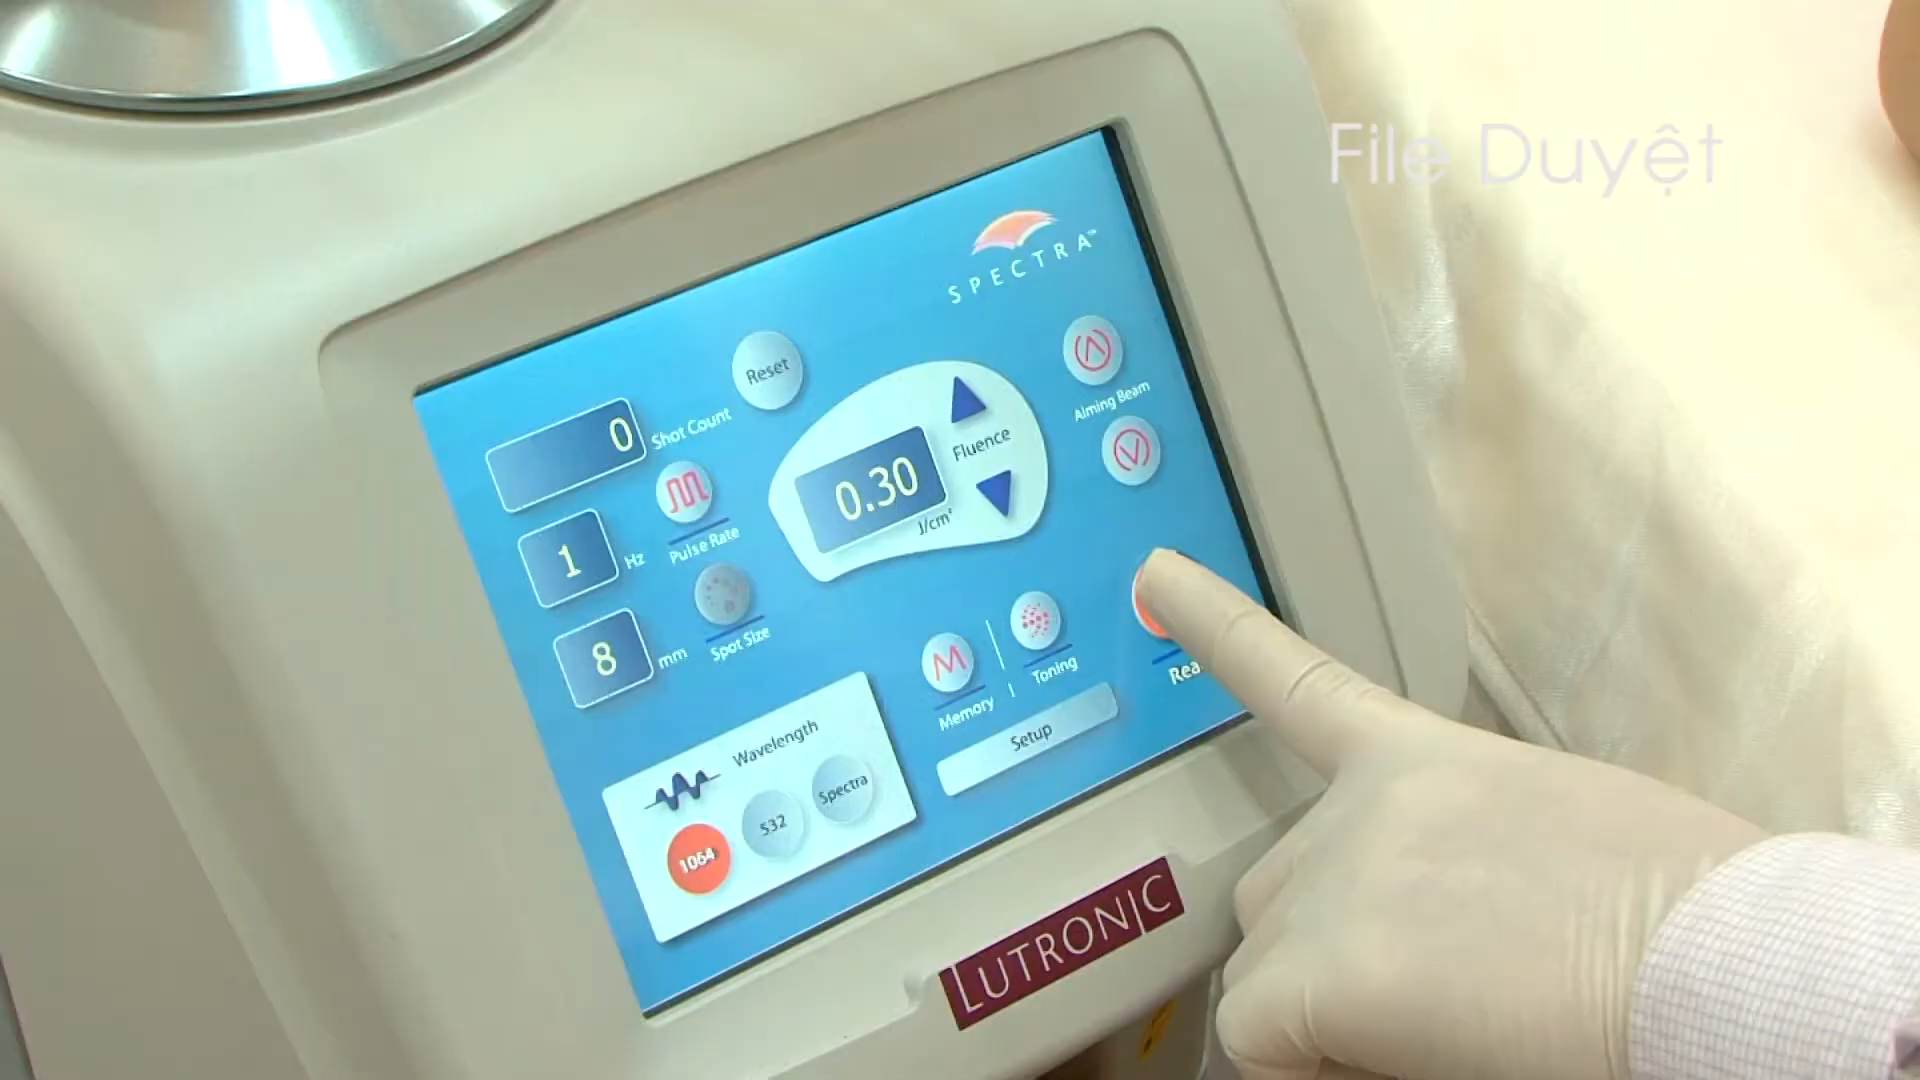 File Duyệt
SPECTRA™
Reset
0
Shot Count
0.30
J/cm²
Fluence
Aiming Beam
1
Hz
Pulse Rate
8
mm
Spot Size
Memory
Toning
Setup
Wavelength
1064
532
Spectra
LUTRONIC